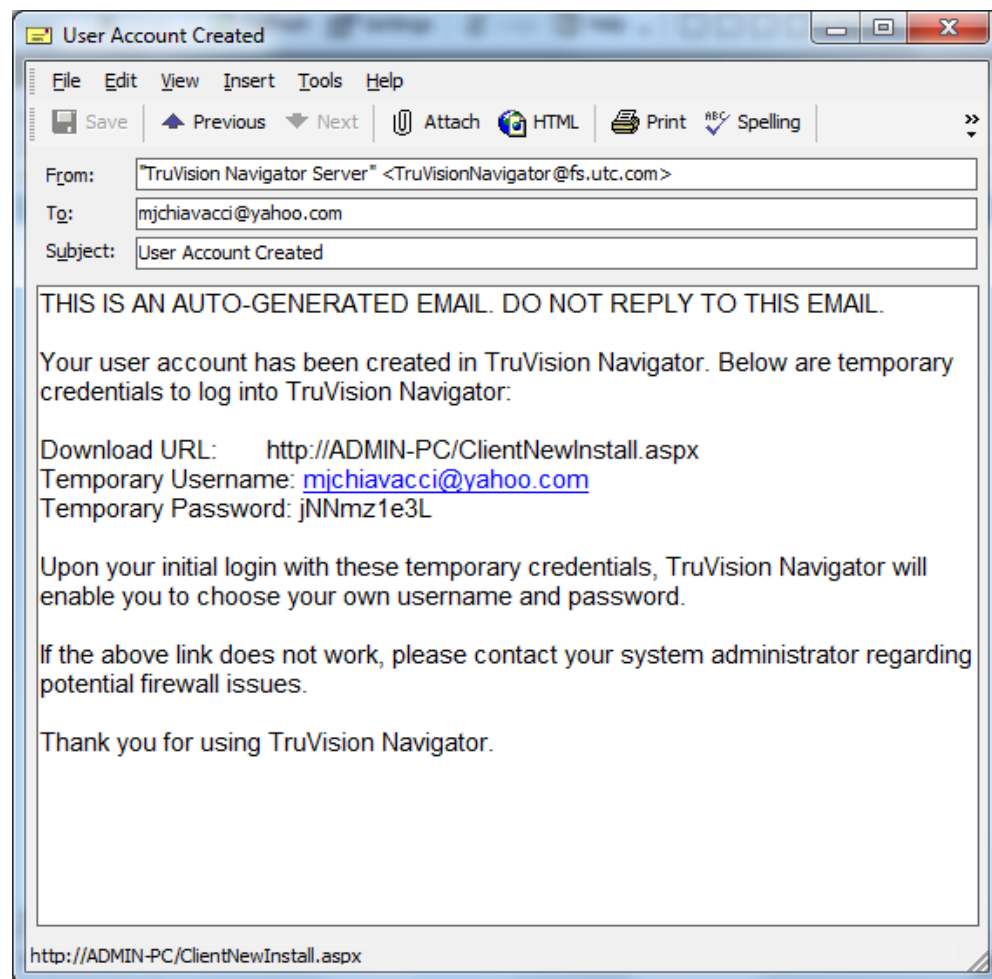 User Account Created
File Edit View Insert Tools Help
Save Previous Next Attach HTML Print ABC Spelling »
From: "TruVision Navigator Server" <TruVisionNavigator@fs.utc.com>
To: mjchiavacci@yahoo.com
Subject: User Account Created
THIS IS AN AUTO-GENERATED EMAIL. DO NOT REPLY TO THIS EMAIL.
Your user account has been created in TruVision Navigator. Below are temporary
credentials to log into TruVision Navigator:
Download URL: http://ADMIN-PC/ClientNewInstall.aspx
Temporary Username: mjchiavacci@yahoo.com
Temporary Password: jNNmz1e3L
Upon your initial login with these temporary credentials, TruVision Navigator will
enable you to choose your own username and password.
If the above link does not work, please contact your system administrator regarding
potential firewall issues.
Thank you for using TruVision Navigator.
http://ADMIN-PC/ClientNewInstall.aspx